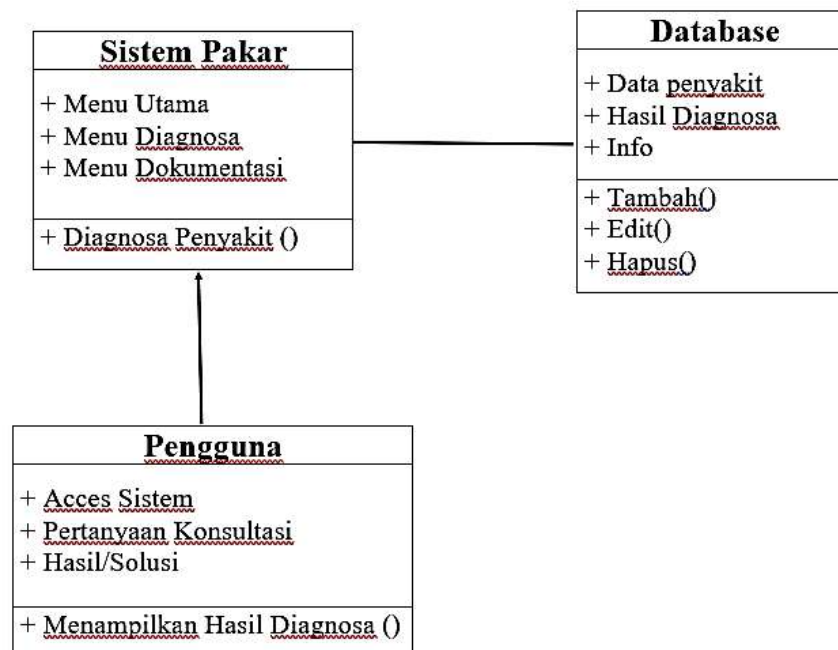 Sistem Pakar
+ Menu Utama
+ Menu Diagnosa
+ Menu Dokumentasi
+ Diagnosa Penyakit ()
Database
+ Data penyakit
+ Hasil Diagnosa
+ Info
+ Tambah()
+ Edit()
+ Hapus()
Pengguna
+ Acces Sistem
+ Pertanyaan Konsultasi
+ Hasil/Solusi
+ Menampilkan Hasil Diagnosa ()